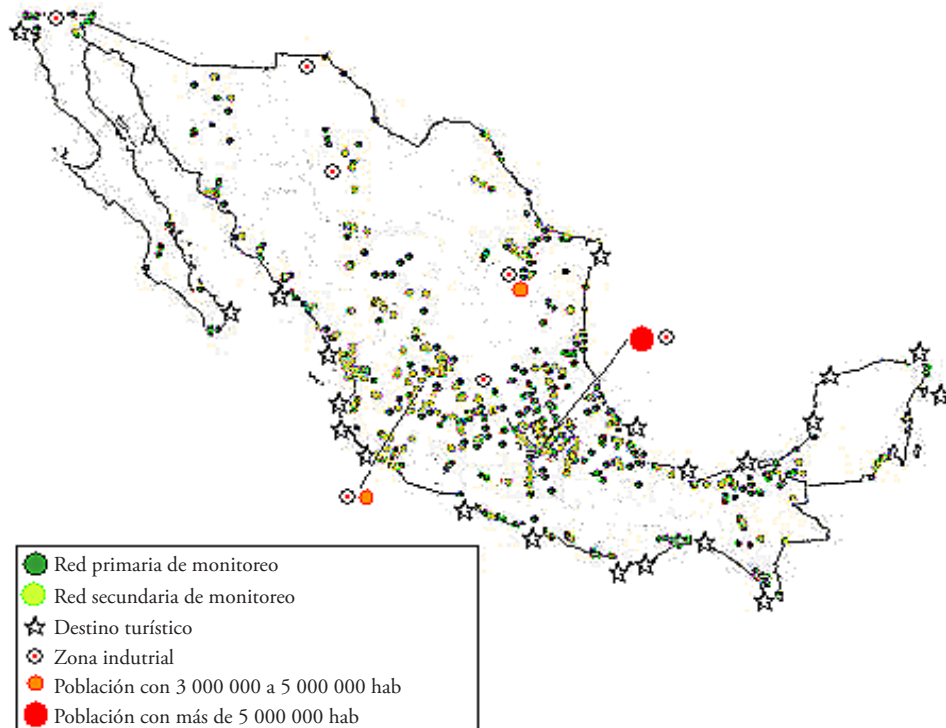 Red primaria de monitoreo
Red secundaria de monitoreo
Destino turístico
Zona indutrial
Población con 3 000 000 a 5 000 000 hab
Población con más de 5 000 000 hab